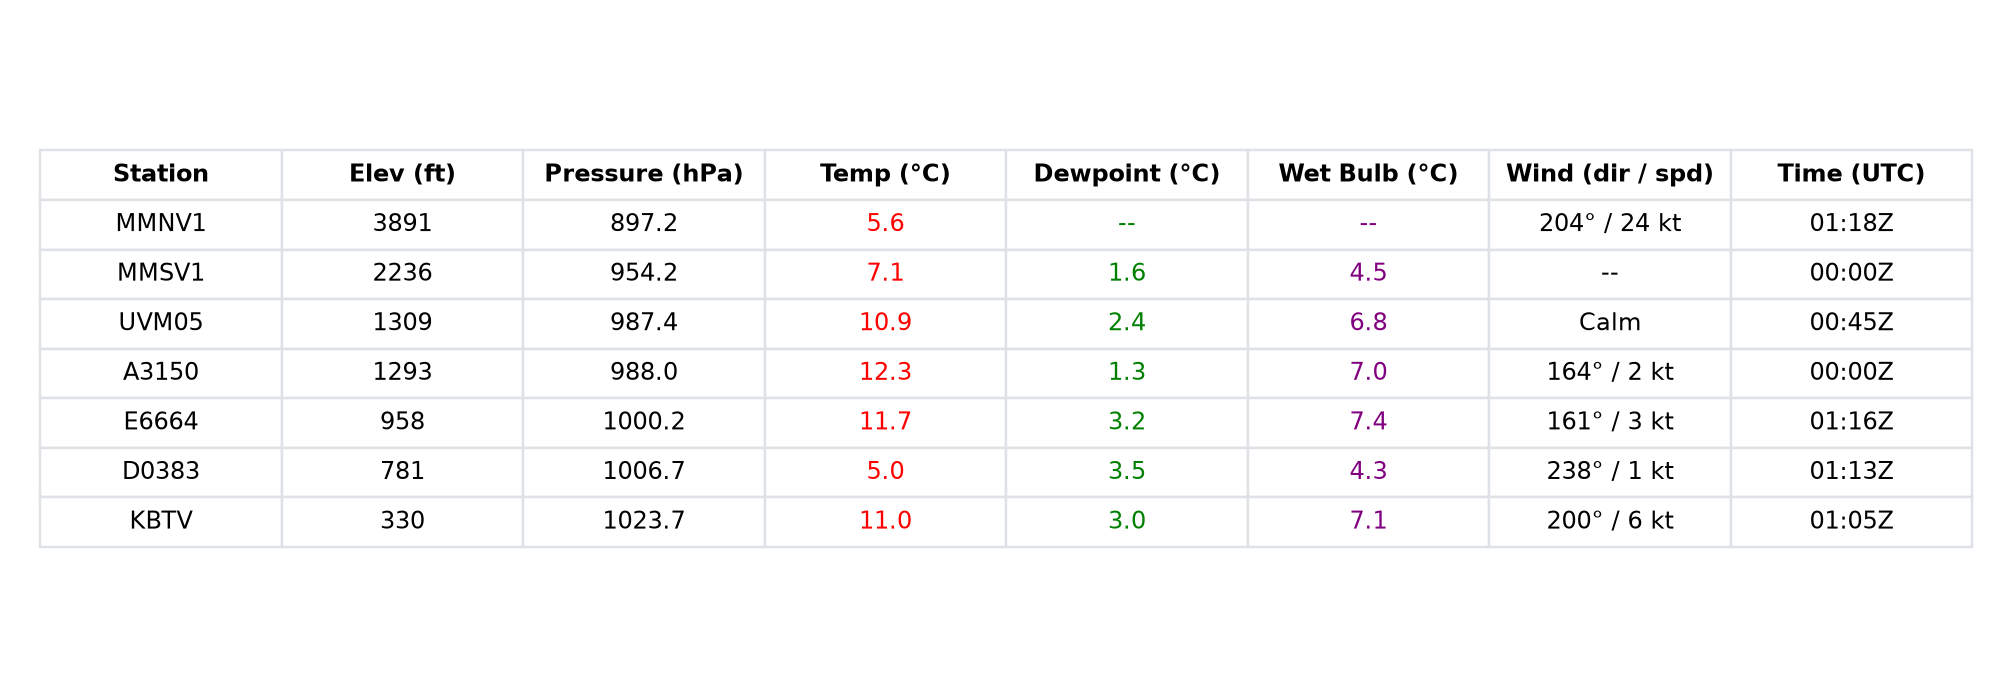 Station Elev (ft) Pressure (hPa) Temp (°C) Dewpoint (°C) Wet Bulb (°C) Wind (dir / spd) Time (UTC)
MMNV1 3891 897.2 5.6 -- -- 204° / 24 kt 01:18Z
MMSV1 2236 954.2 7.1 1.6 4.5 -- 00:00Z
UVM05 1309 987.4 10.9 2.4 6.8 Calm 00:45Z
A3150 1293 988.0 12.3 1.3 7.0 164° / 2 kt 00:00Z
E6664 958 1000.2 11.7 3.2 7.4 161° / 3 kt 01:16Z
D0383 781 1006.7 5.0 3.5 4.3 238° / 1 kt 01:13Z
KBTV 330 1023.7 11.0 3.0 7.1 200° / 6 kt 01:05Z